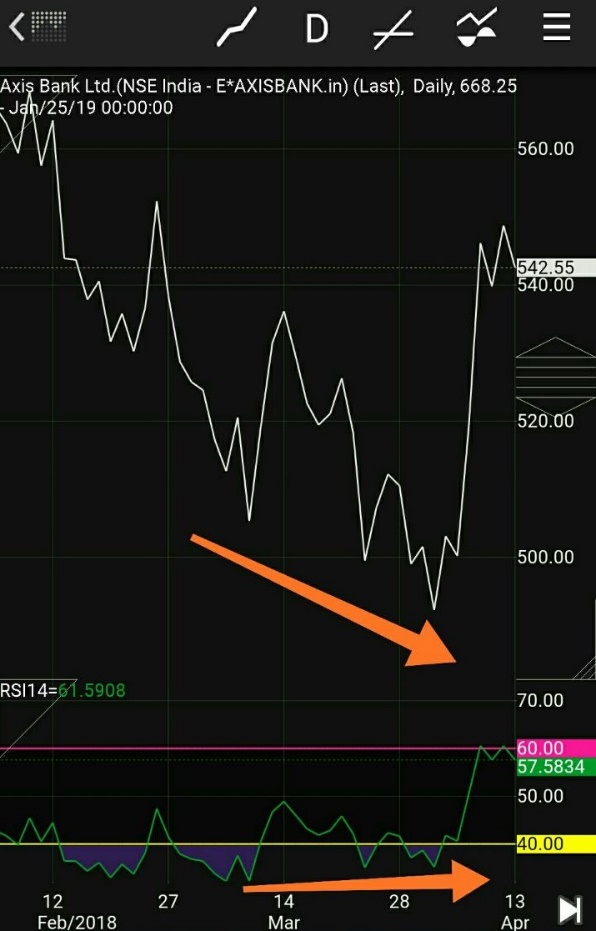 D
Axis Bank Ltd.(NSE India - E*AXISBANK.in) (Last), Daily, 668.25
- Jan/25/19 00:00:00
560.00
542.55
540.00
520.00
500.00
RSI14=61.5908
70.00
60.00
57.5834
50.00
40.00
12 27 14 28 13
Feb/2018 Mar Apr